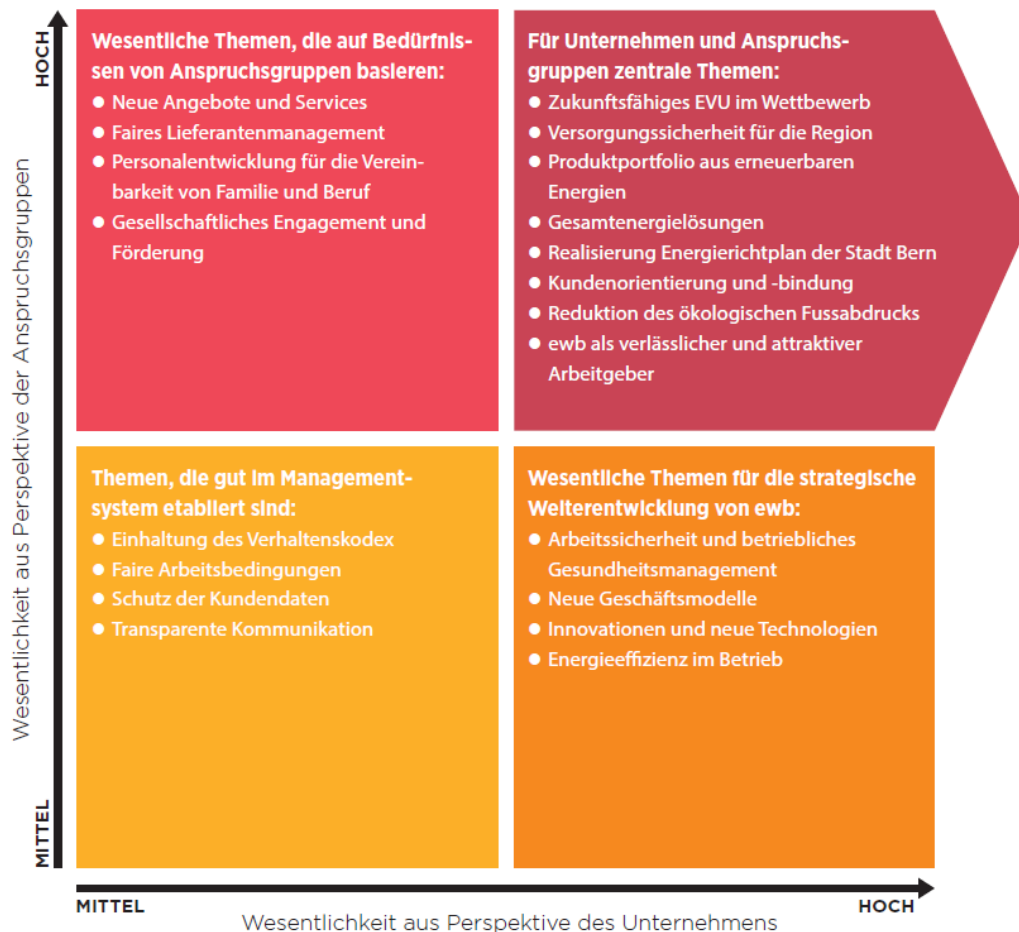 HOCH
Wesentliche Themen, die auf Bedürfnis-
sen von Anspruchsgruppen basieren:
● Neue Angebote und Services
● Faires Lieferantenmanagement
● Personalentwicklung für die Verein-
barkeit von Familie und Beruf
● Gesellschaftliches Engagement und
Förderung
Für Unternehmen und Anspruchs-
gruppen zentrale Themen:
● Zukunftsfähiges EVU im Wettbewerb
● Versorgungssicherheit für die Region
● Produktportfolio aus erneuerbaren
Energien
● Gesamtenergielösungen
● Realisierung Energierichtplan der Stadt Bern
● Kundenorientierung und -bindung
● Reduktion des ökologischen Fussabdrucks
● ewb als verlässlicher und attraktiver
Arbeitgeber
Wesentlichkeit aus Perspektive der Anspruchsgruppen
Themen, die gut im Management-
system etabliert sind:
● Einhaltung des Verhaltenskodex
● Faire Arbeitsbedingungen
● Schutz der Kundendaten
● Transparente Kommunikation
Wesentliche Themen für die strategische
Weiterentwicklung von ewb:
● Arbeitssicherheit und betriebliches
Gesundheitsmanagement
● Neue Geschäftsmodelle
● Innovationen und neue Technologien
● Energieeffizienz im Betrieb
MITTEL
MITTEL
HOCH
Wesentlichkeit aus Perspektive des Unternehmens